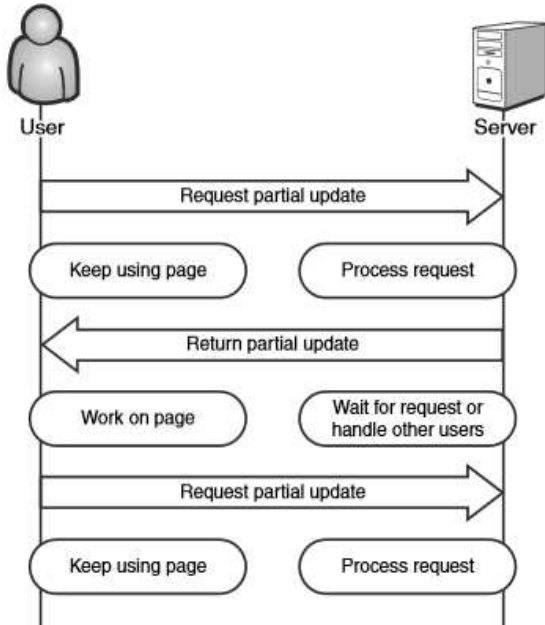 User
Server
Request partial update
Keep using page
Process request
Return partial update
Work on page
Wait for request or
handle other users
Request partial update
Keep using page
Process request